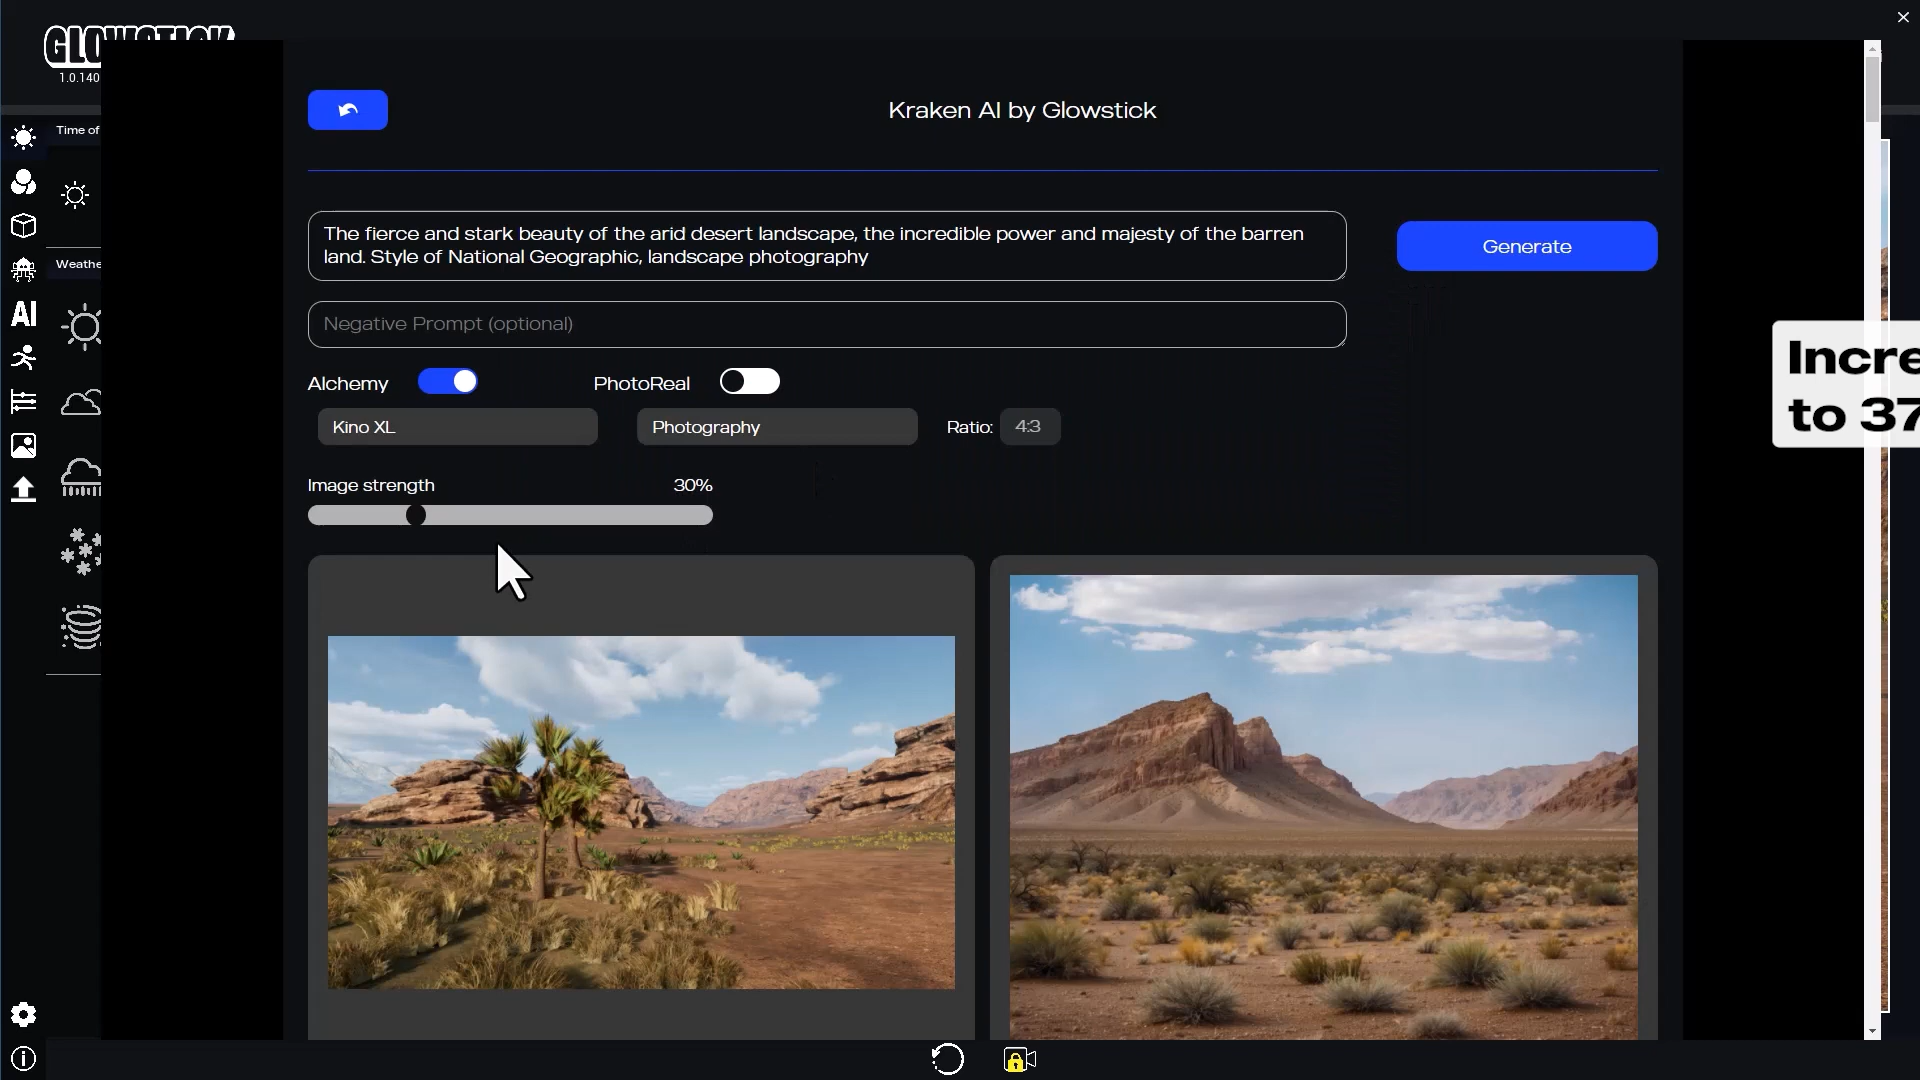 GLOWSTICK
1.0.140
Kraken AI by Glowstick
Time of
The fierce and stark beauty of the arid desert landscape, the incredible power and majesty of the barren
land. Style of National Geographic, landscape photography
Generate
Weathe
Negative Prompt (optional)
AI
Incre
to 37
Alchemy
PhotoReal
Kino XL
Photography
Ratio:
4:3
Image strength
30%